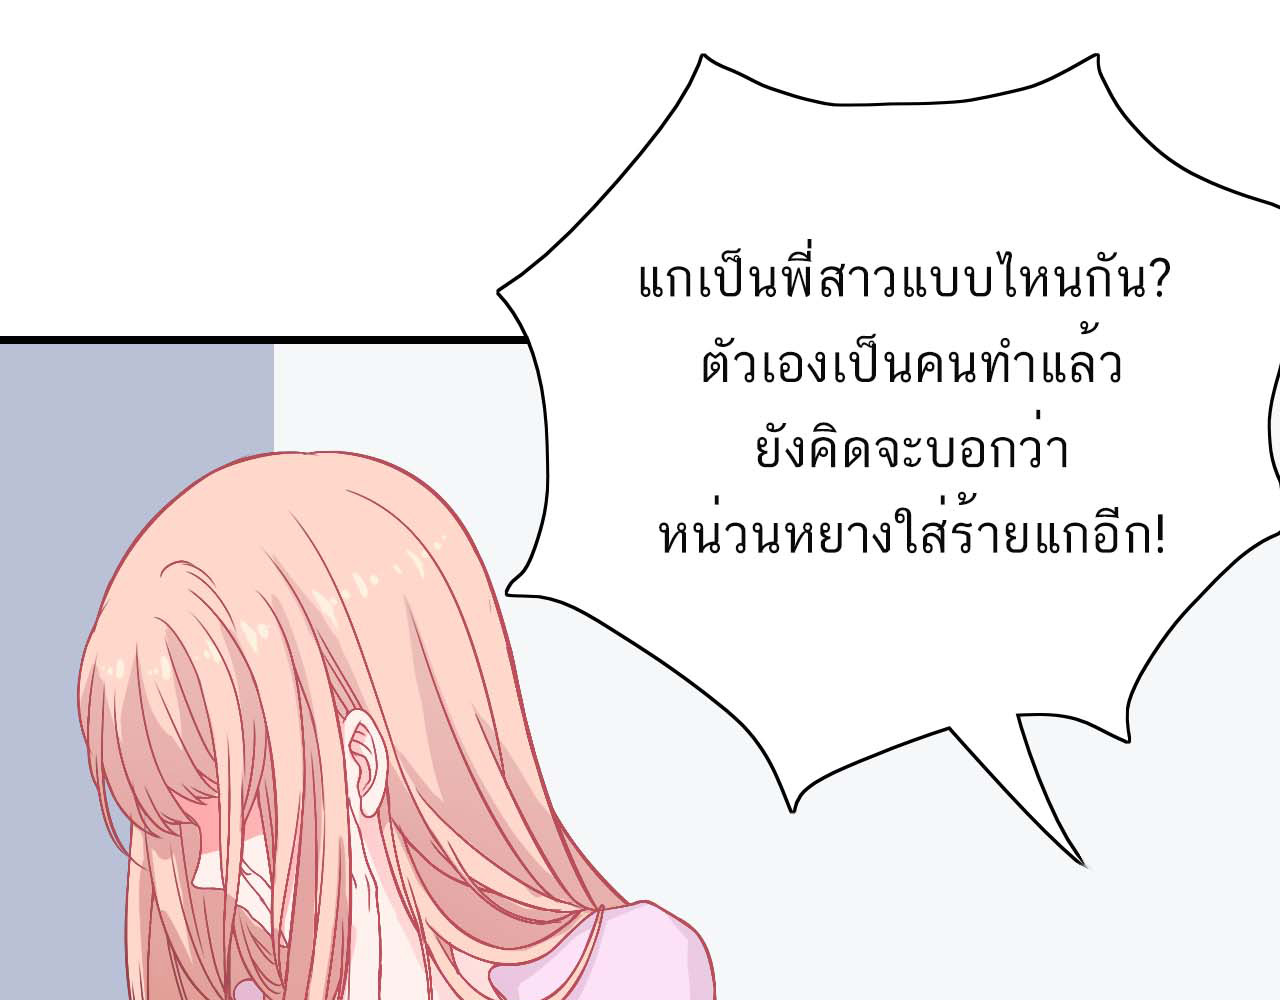 แกเป็นพี่สาวแบบไหนกัน?
ตัวเองเป็นคนทำแล้ว
ยังคิดจะบอกว่า
หน่วนหยางใส่ร้ายแกอีก!